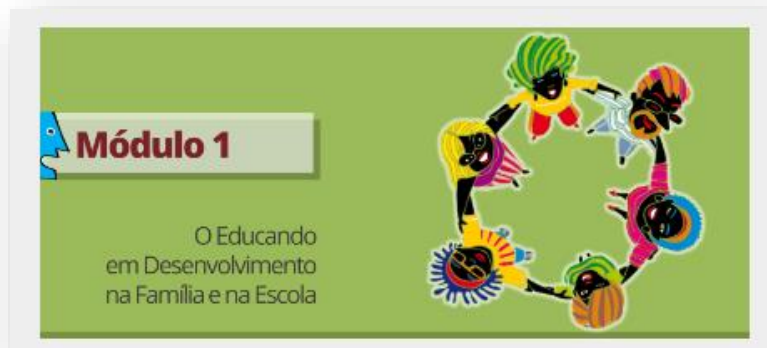 Módulo 1
O Educando
em Desenvolvimento
na Família e na Escola